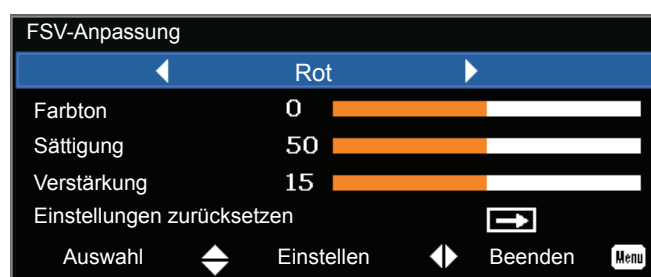 FSV-Anpassung
Rot
Farbton 0
Sättigung 50
Verstärkung 15
Einstellungen zurücksetzen
Auswahl Einstellen Beenden Menu